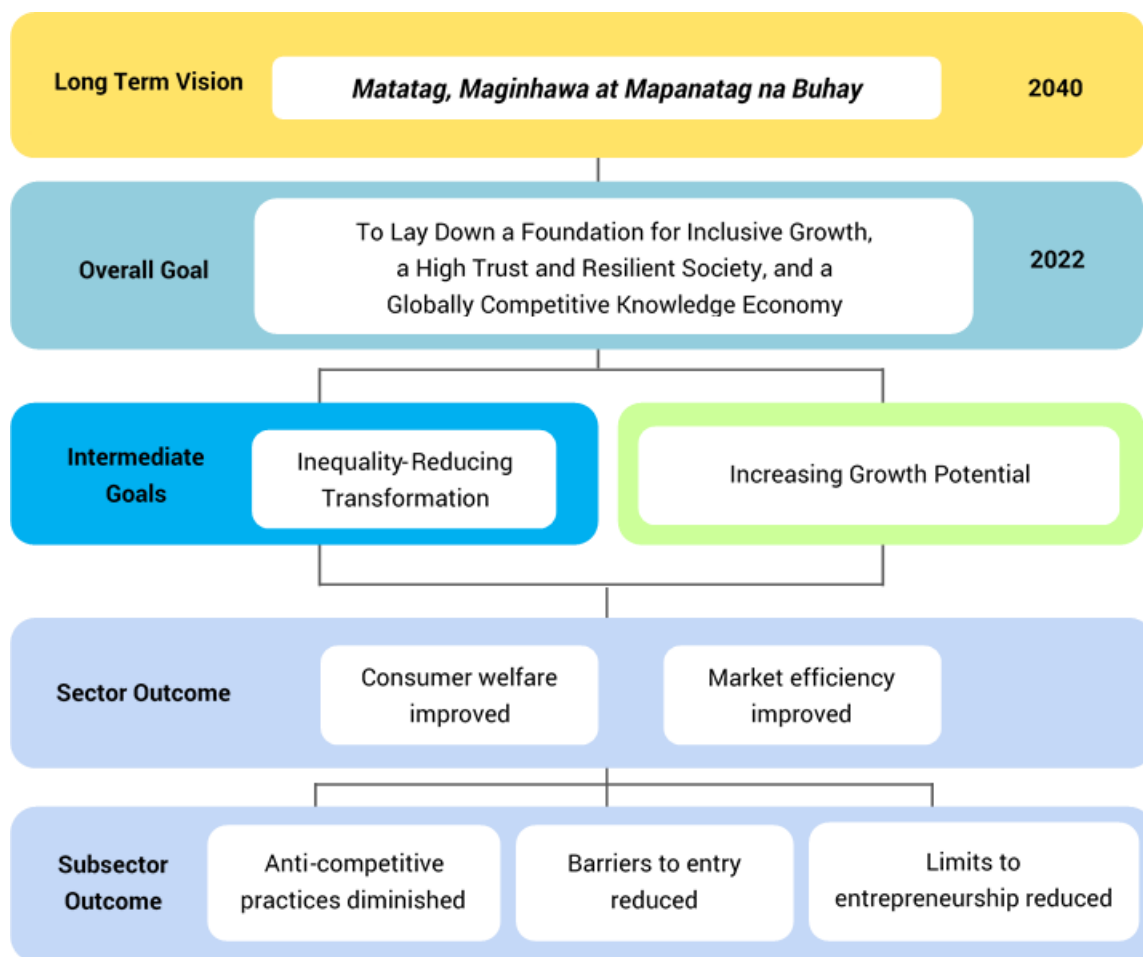 Long Term Vision
Matatag, Maginhawa at Mapanatag na Buhay
2040
Overall Goal
To Lay Down a Foundation for Inclusive Growth,
a High Trust and Resilient Society, and a
Globally Competitive Knowledge Economy
2022
Intermediate
Goals
Inequality-Reducing
Transformation
Increasing Growth Potential
Sector Outcome
Consumer welfare
improved
Market efficiency
improved
Subsector
Outcome
Anti-competitive
practices diminished
Barriers to entry
reduced
Limits to
entrepreneurship reduced